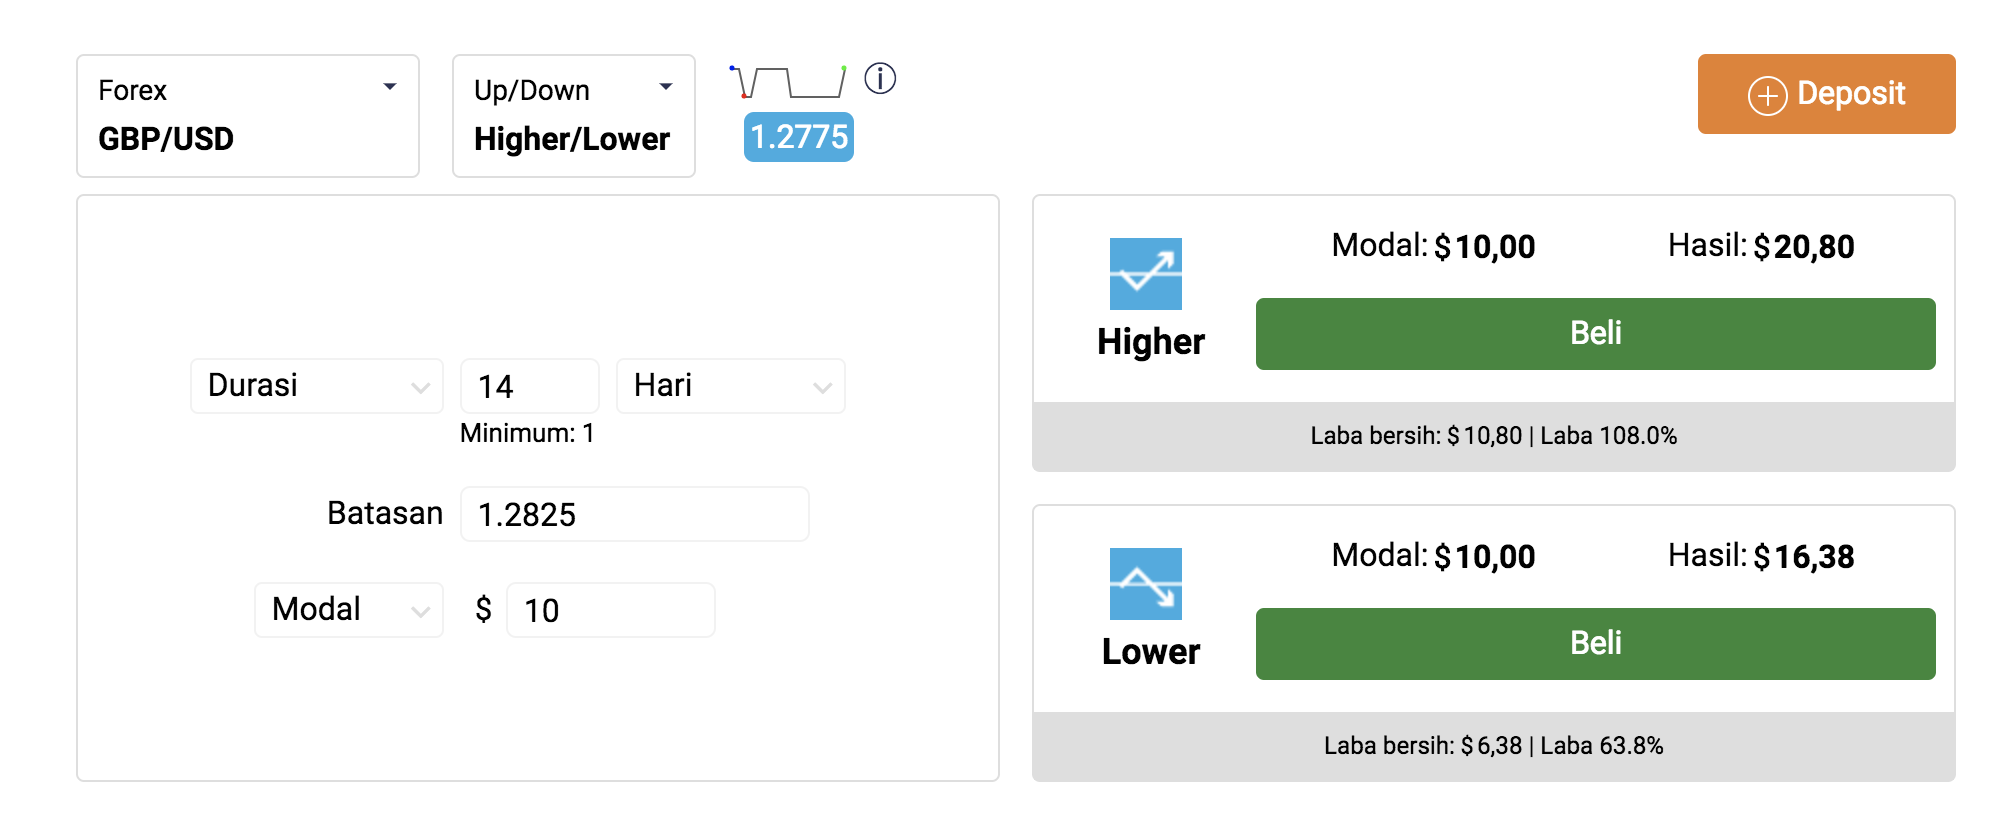 Forex
GBP/USD
Up/Down
Higher/Lower
1.2775
Deposit
Durasi
14
Hari
Minimum: 1
Batasan
1.2825
Modal
$
10
Modal: $ 10,00
Hasil: $ 20,80
Higher
Beli
Laba bersih: $ 10,80 | Laba 108.0%
Modal: $ 10,00
Hasil: $ 16,38
Lower
Beli
Laba bersih: $ 6,38 | Laba 63.8%